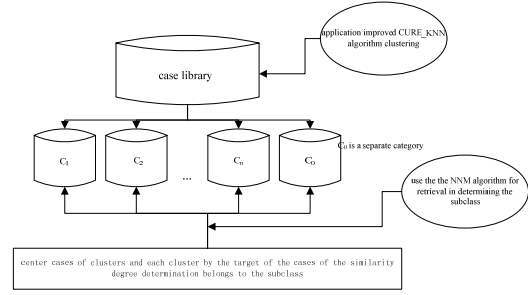 application improved CURE_KNN
algorithm clustering
case library
C1 C2 ... Cn C0
C0 is a separate category
use the the NNM algorithm for
retrieval in determining the
subclass
center cases of clusters and each cluster by the target of the cases of the similarity
degree determination belongs to the subclass